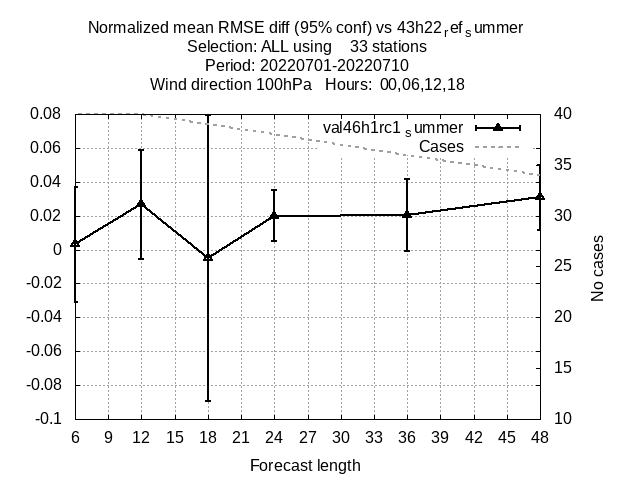 Normalized mean RMSE diff (95% conf) vs 43h22refsummer
Selection: ALL using 33 stations
Period: 20220701-20220710
Wind direction 100hPa Hours: 00,06,12,18
0.08 40
val46h1rc1summer
0.06
Cases
35
0.04
0.02 30
0
25
-0.02
No cases
-0.04 20
-0.06
15
-0.08
-0.1 10
6 9 12 15 18 21 24 27 30 33 36 39 42 45 48
Forecast length